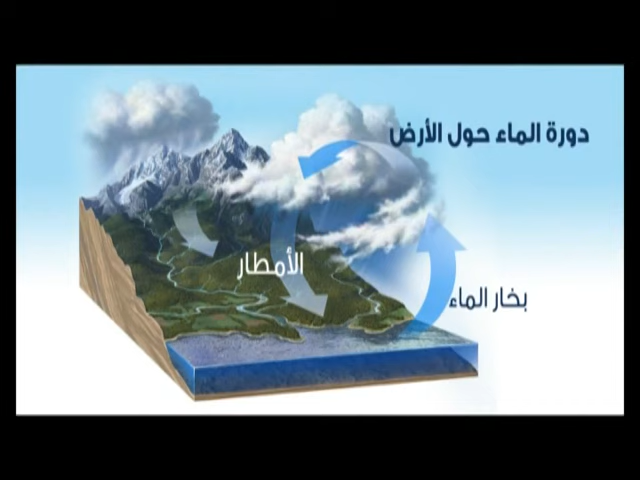 دورة الماء حول الأرض
الأمطار
بخار الماء